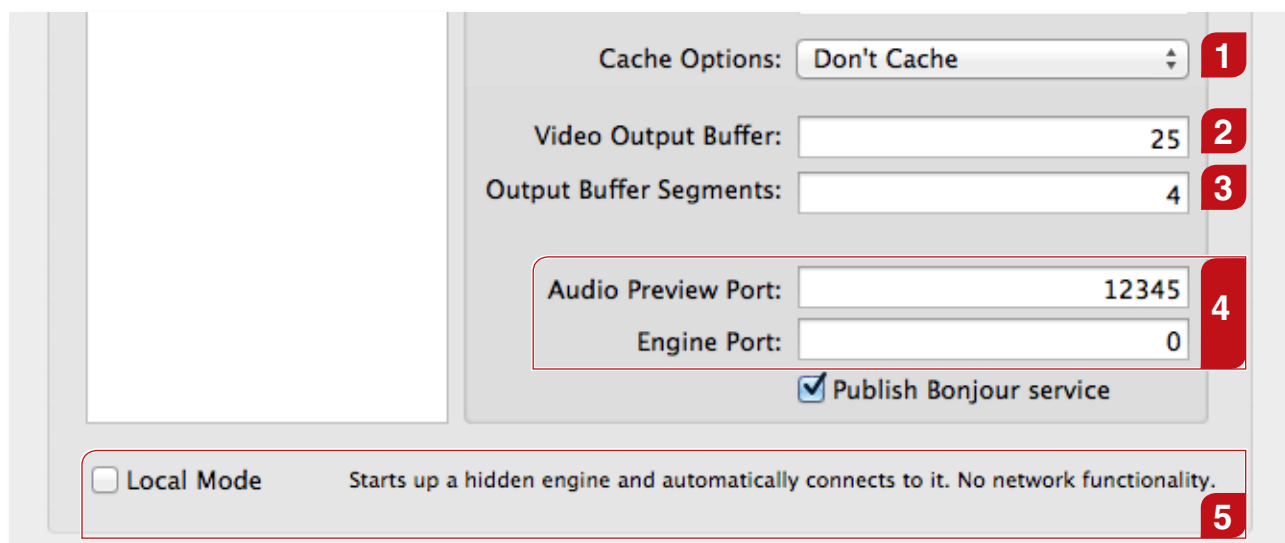 Cache Options: Don't Cache 1
Video Output Buffer: 25 2
Output Buffer Segments: 4 3
Audio Preview Port: 12345
4
Engine Port: 0
Publish Bonjour service
Local Mode Starts up a hidden engine and automatically connects to it. No network functionality.
5